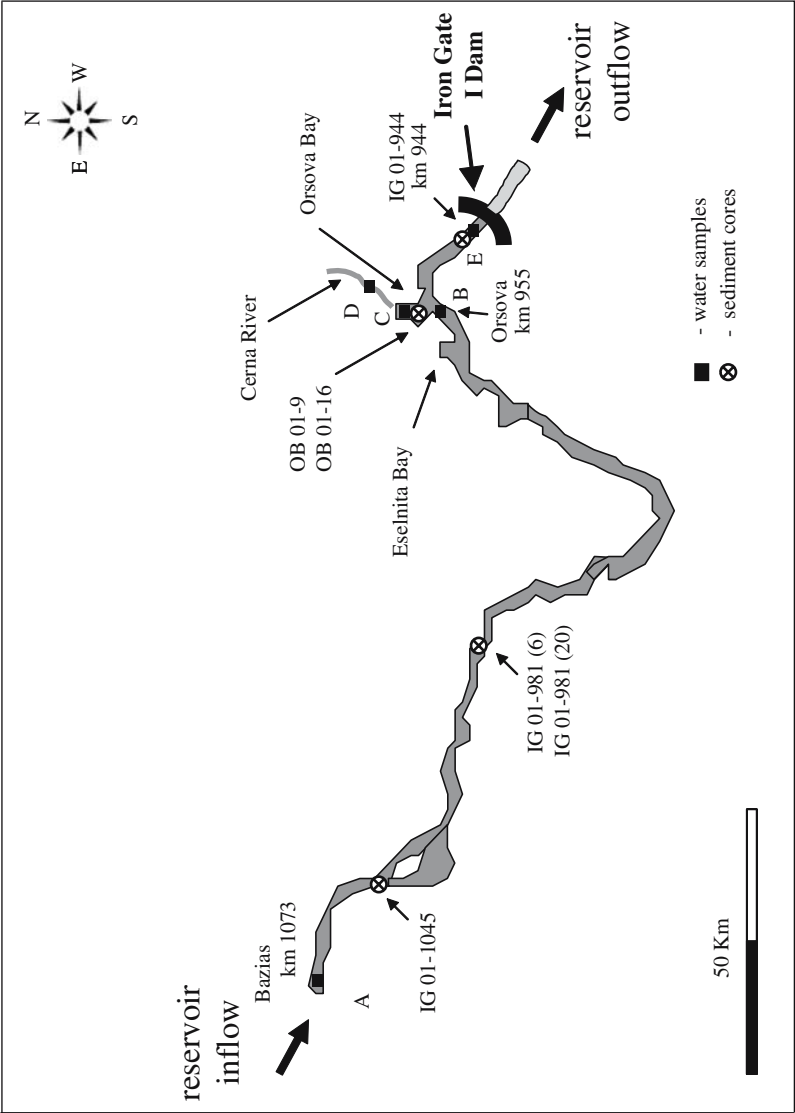 N
E
W
S
reservoir
inflow
Bazias
km 1073
A
IG 01-1045
IG 01-981 (6)
IG 01-981 (20)
Eselnita Bay
OB 01-9
OB 01-16
Cerna River
D
C
Orsova Bay
B
Orsova
km 955
E
IG 01-944
km 944
Iron Gate
I Dam
reservoir
outflow
- water samples
- sediment cores
50 Km